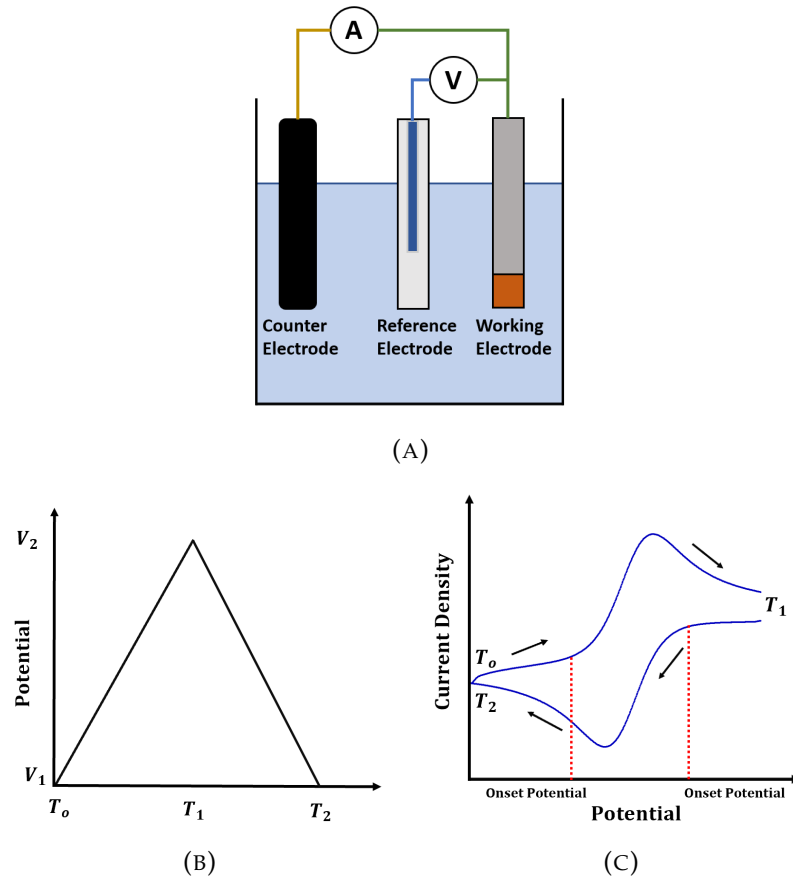 A
V
Counter
Electrode
Reference
Electrode
Working
Electrode
(A)
V₂
Potential
V₁
Tₒ
T₁
T₂
(B)
Current Density
Tₒ
T₂
T₁
Onset Potential
Onset Potential
Potential
(C)